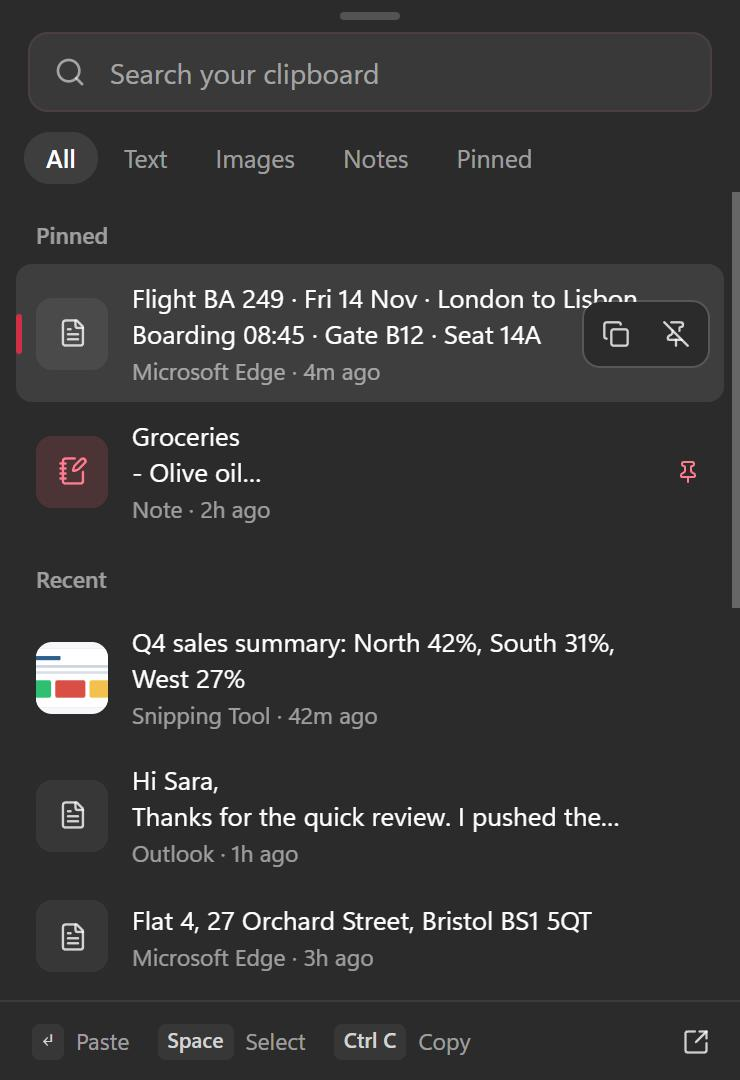 Search your clipboard
All
Text
Images
Notes
Pinned
Pinned
Flight BA 249 · Fri 14 Nov · London to Lisbon
Boarding 08:45 · Gate B12 · Seat 14A
Microsoft Edge · 4m ago
Groceries
- Olive oil...
Note · 2h ago
Recent
Q4 sales summary: North 42%, South 31%,
West 27%
Snipping Tool · 42m ago
Hi Sara,
Thanks for the quick review. I pushed the...
Outlook · 1h ago
Flat 4, 27 Orchard Street, Bristol BS1 5QT
Microsoft Edge · 3h ago
↵ Paste
Space Select
Ctrl C Copy